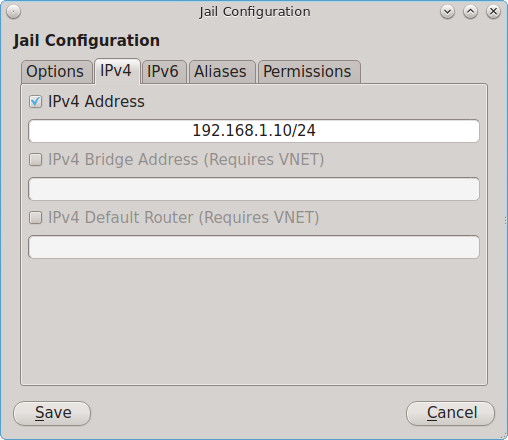 Jail Configuration
Jail Configuration
Options IPv4 IPv6 Aliases Permissions
IPv4 Address
192.168.1.10/24
IPv4 Bridge Address (Requires VNET)
IPv4 Default Router (Requires VNET)
Save Cancel